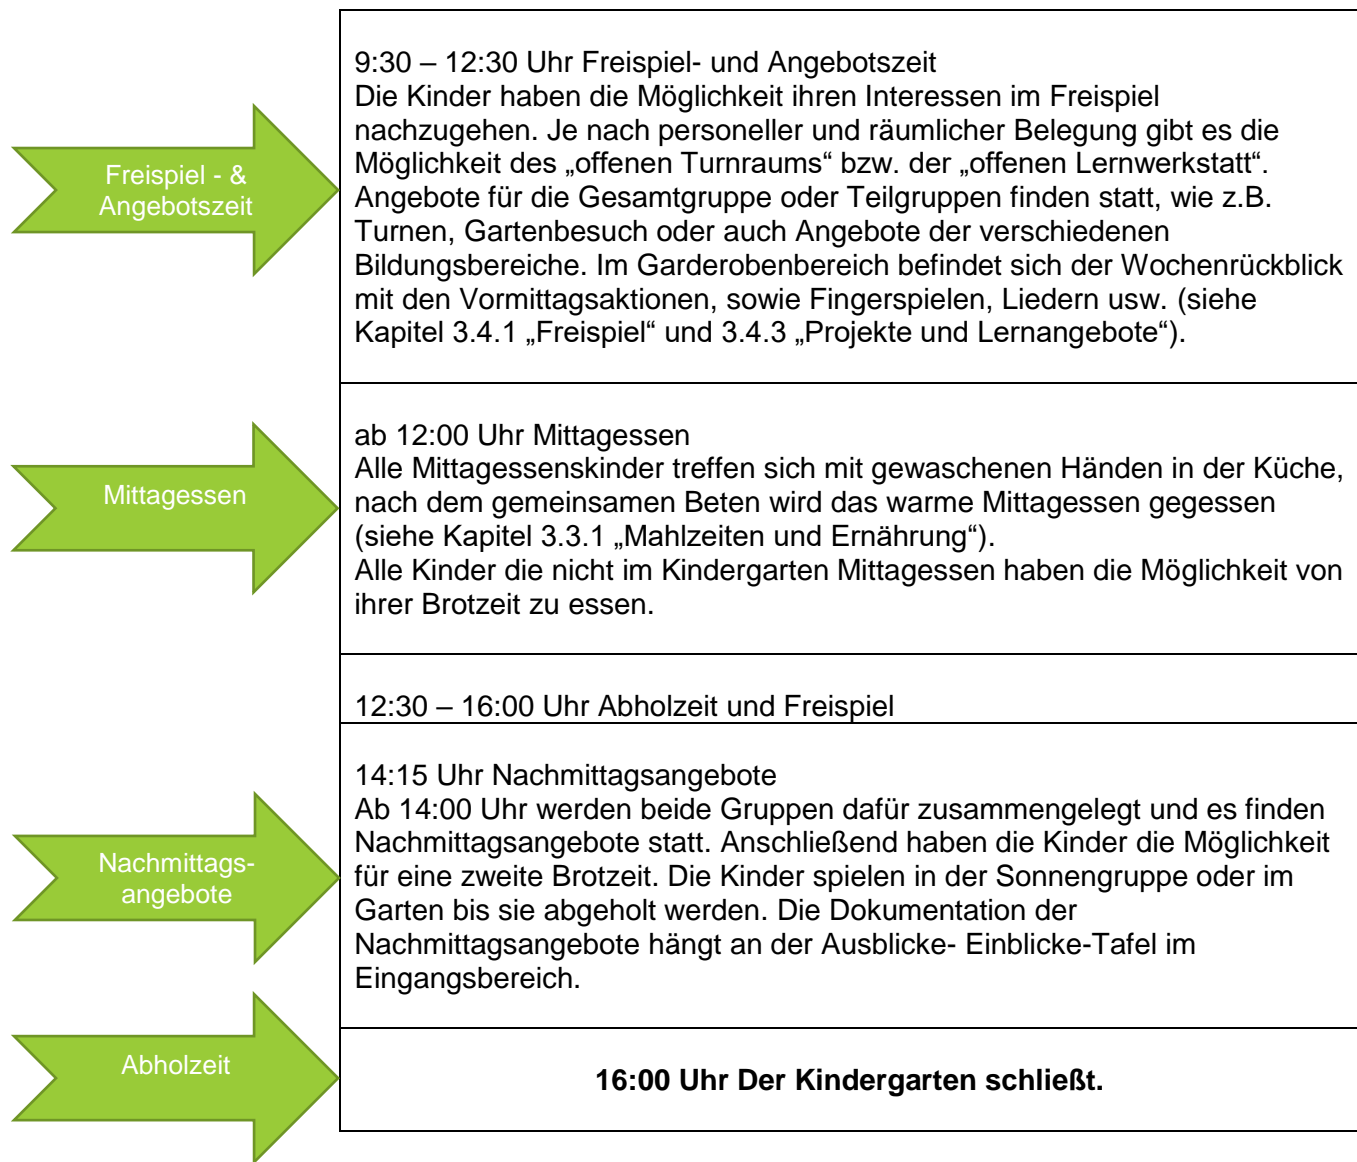 Freispiel - &
Angebotszeit
9:30 – 12:30 Uhr Freispiel- und Angebotszeit
Die Kinder haben die Möglichkeit ihren Interessen im Freispiel
nachzugehen. Je nach personeller und räumlicher Belegung gibt es die
Möglichkeit des „offenen Turnraums“ bzw. der „offenen Lernwerkstatt“.
Angebote für die Gesamtgruppe oder Teilgruppen finden statt, wie z.B.
Turnen, Gartenbesuch oder auch Angebote der verschiedenen
Bildungsbereiche. Im Garderobenbereich befindet sich der Wochenrückblick
mit den Vormittagsaktionen, sowie Fingerspielen, Liedern usw. (siehe
Kapitel 3.4.1 „Freispiel“ und 3.4.3 „Projekte und Lernangebote“).
Mittagessen
ab 12:00 Uhr Mittagessen
Alle Mittagessenskinder treffen sich mit gewaschenen Händen in der Küche,
nach dem gemeinsamen Beten wird das warme Mittagessen gegessen
(siehe Kapitel 3.3.1 „Mahlzeiten und Ernährung“).
Alle Kinder die nicht im Kindergarten Mittagessen haben die Möglichkeit von
ihrer Brotzeit zu essen.
12:30 – 16:00 Uhr Abholzeit und Freispiel
Nachmittags-
angebote
14:15 Uhr Nachmittagsangebote
Ab 14:00 Uhr werden beide Gruppen dafür zusammengelegt und es finden
Nachmittagsangebote statt. Anschließend haben die Kinder die Möglichkeit
für eine zweite Brotzeit. Die Kinder spielen in der Sonnengruppe oder im
Garten bis sie abgeholt werden. Die Dokumentation der
Nachmittagsangebote hängt an der Ausblicke- Einblicke-Tafel im
Eingangsbereich.
Abholzeit
16:00 Uhr Der Kindergarten schließt.